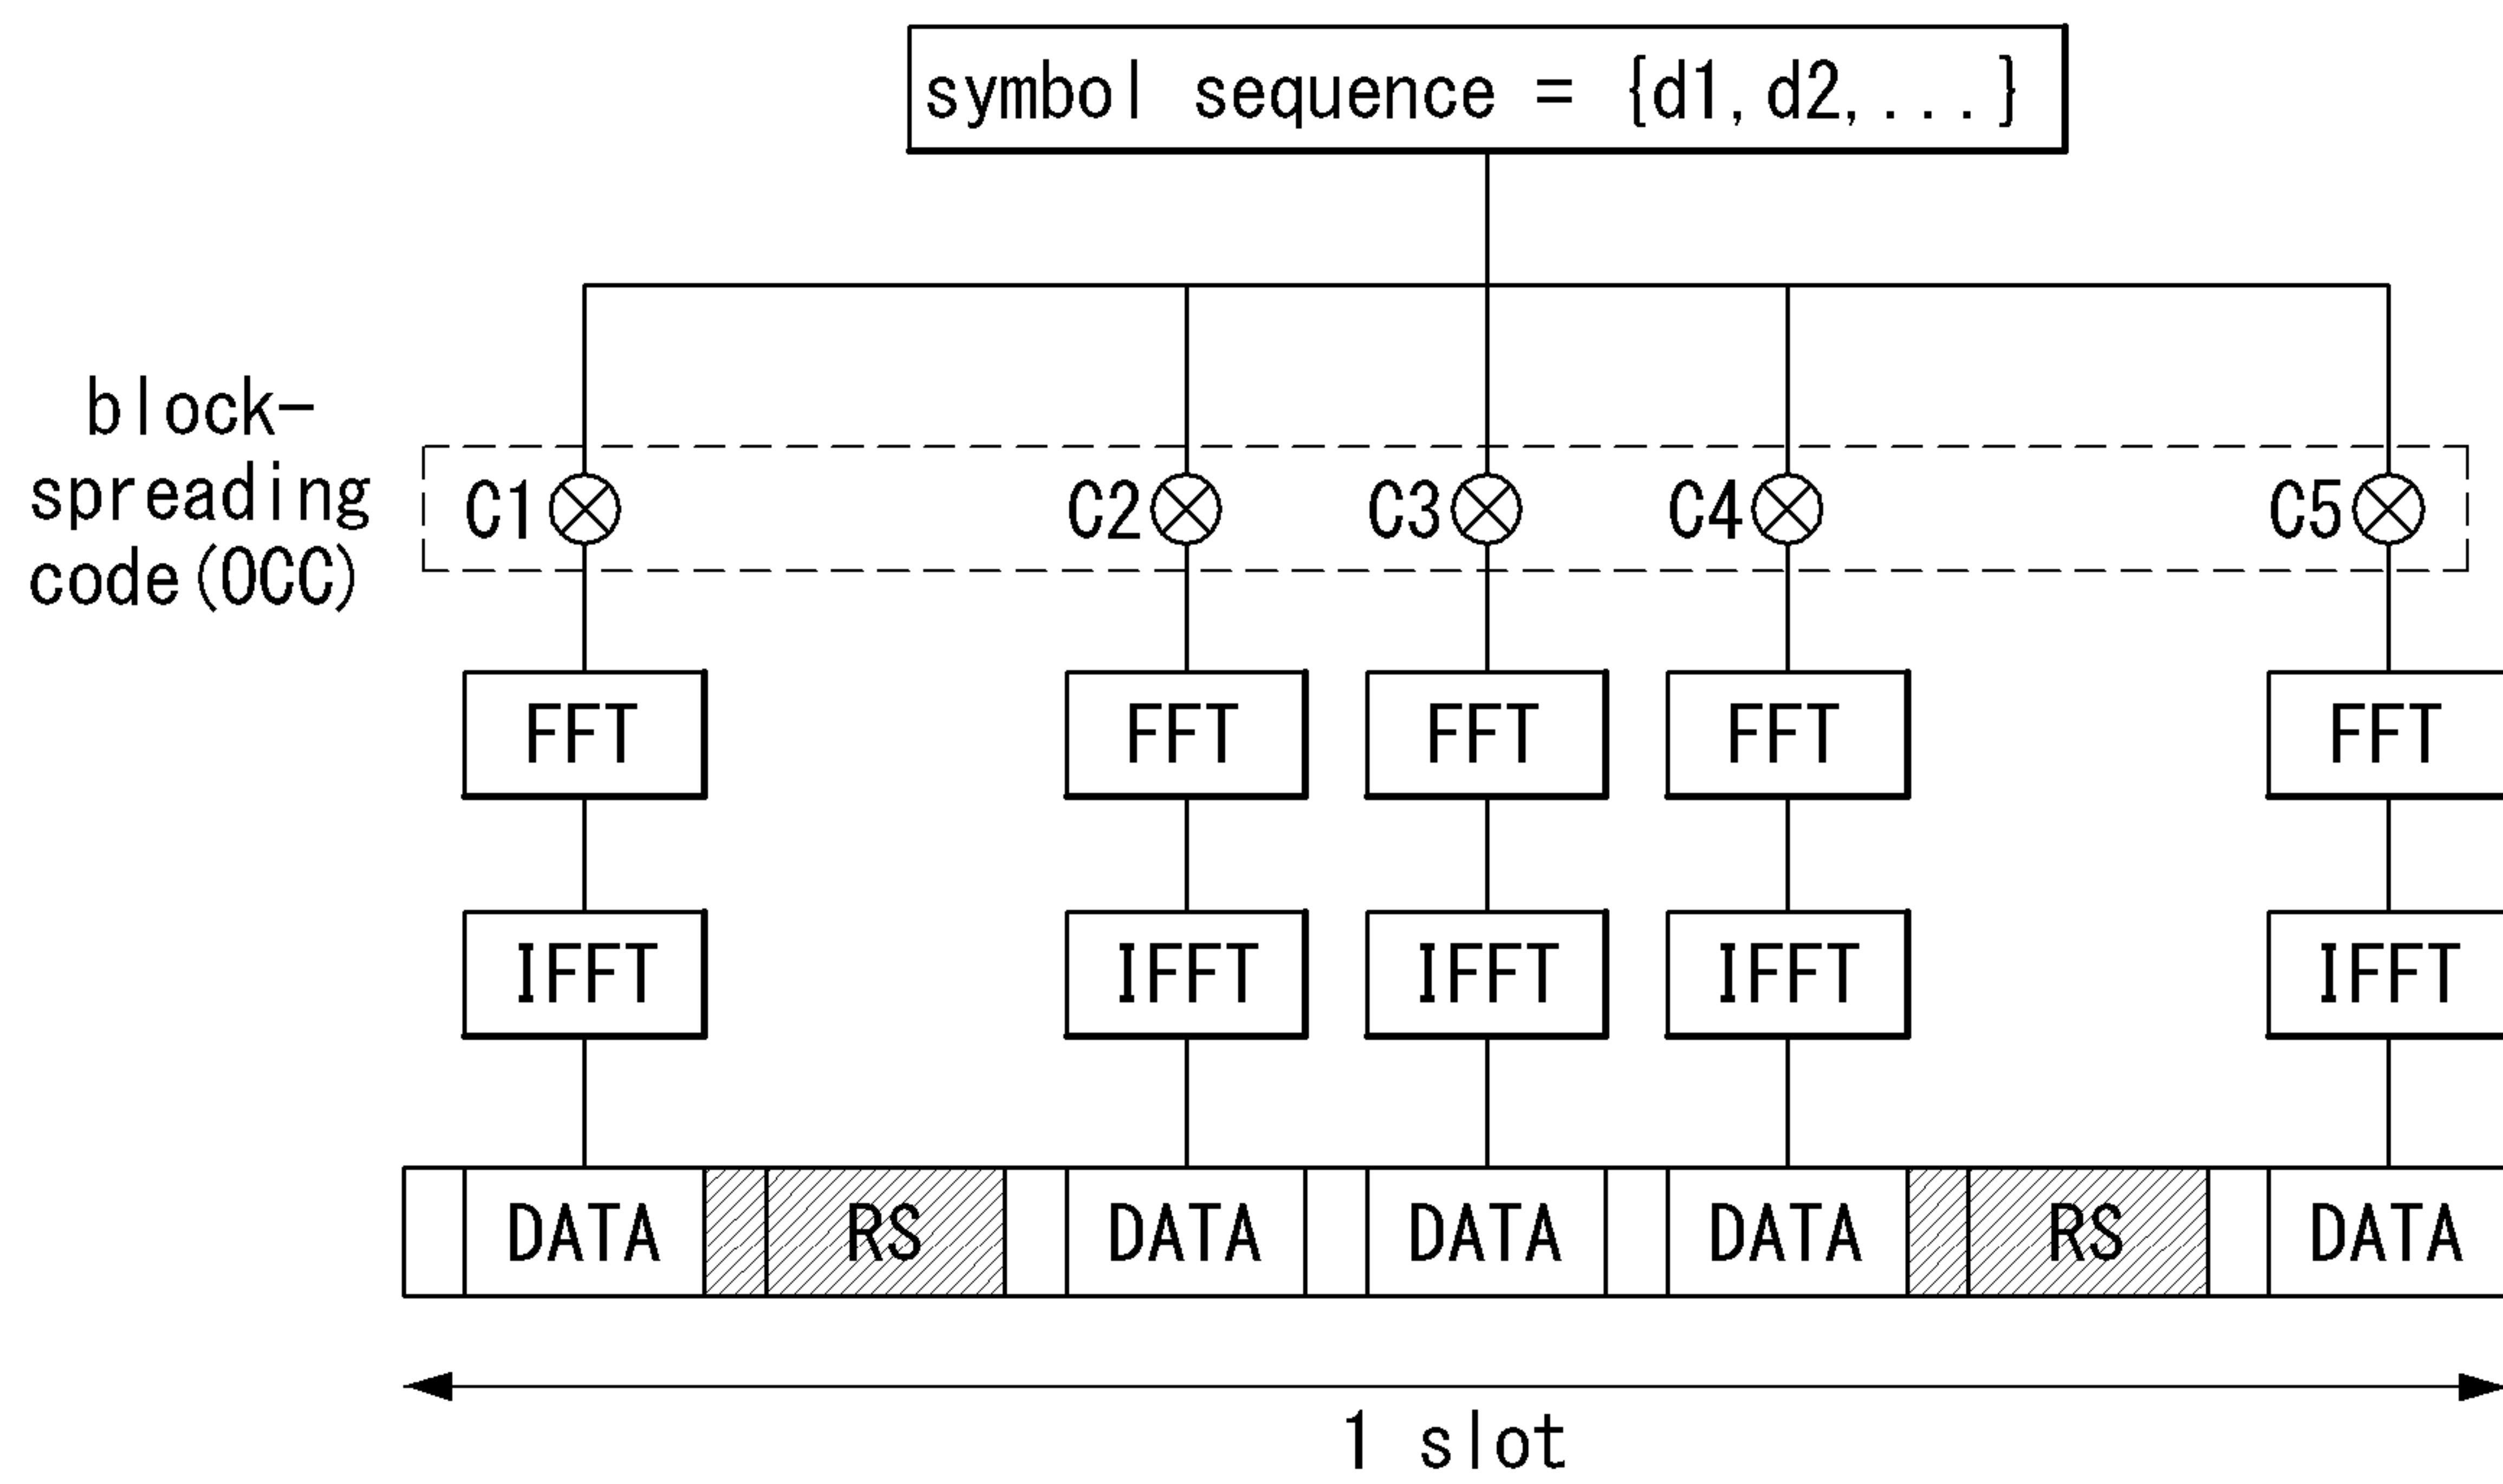 symbol sequence = {d1,d2,...}
block-
spreading
code(OCC)
C1 C2 C3 C4 C5
FFT FFT FFT FFT FFT
IFFT IFFT IFFT IFFT IFFT
DATA RS DATA DATA DATA RS DATA
1 slot